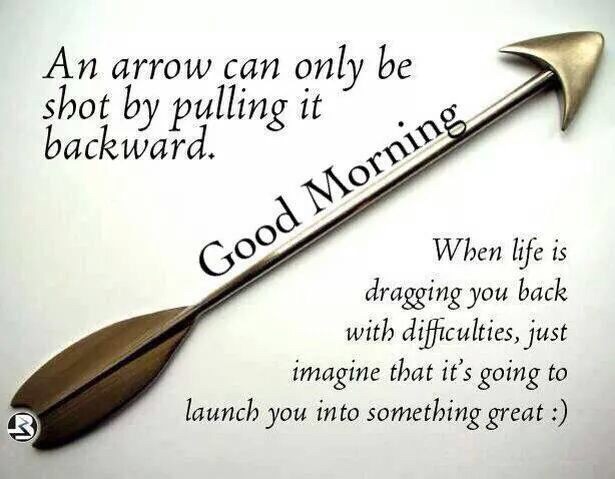 An arrow can only be
shot by pulling it
backward.
Good Morning
When life is
dragging you back
with difficulties, just
imagine that it's going to
launch you into something great :)